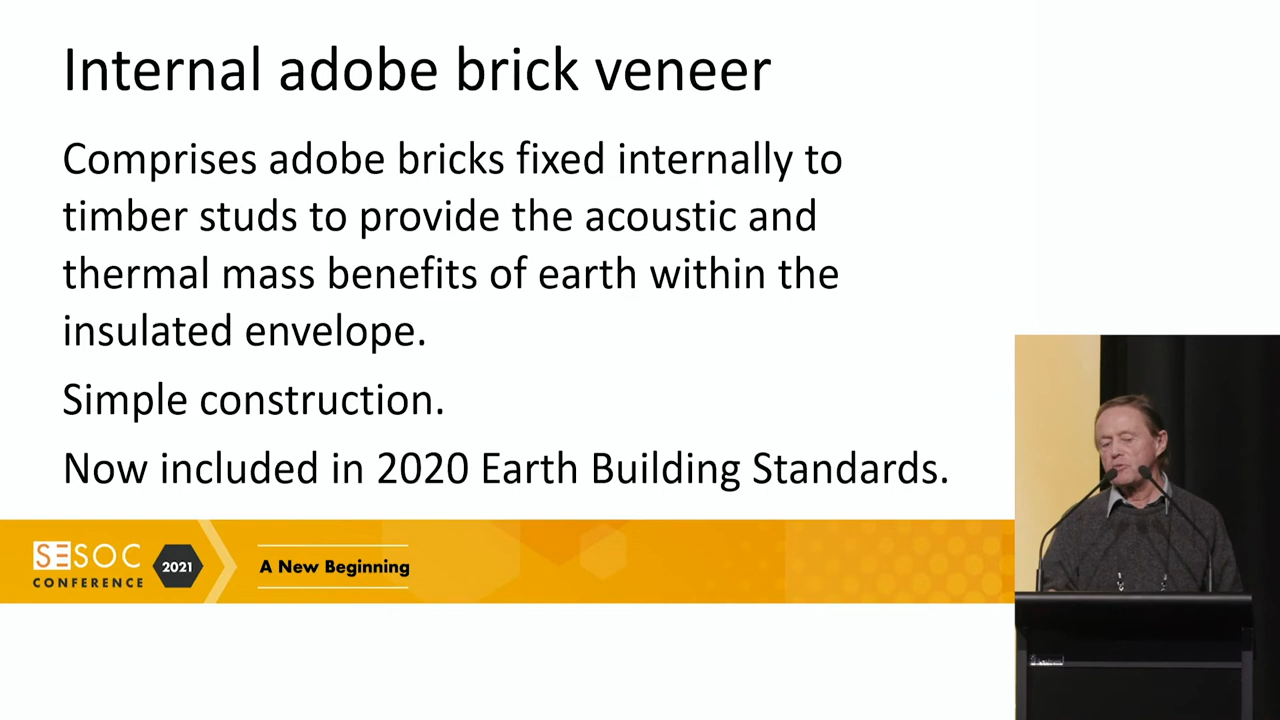 Internal adobe brick veneer
Comprises adobe bricks fixed internally to
timber studs to provide the acoustic and
thermal mass benefits of earth within the
insulated envelope.
Simple construction.
Now included in 2020 Earth Building Standards.
SESOC
CONFERENCE
2021
A New Beginning